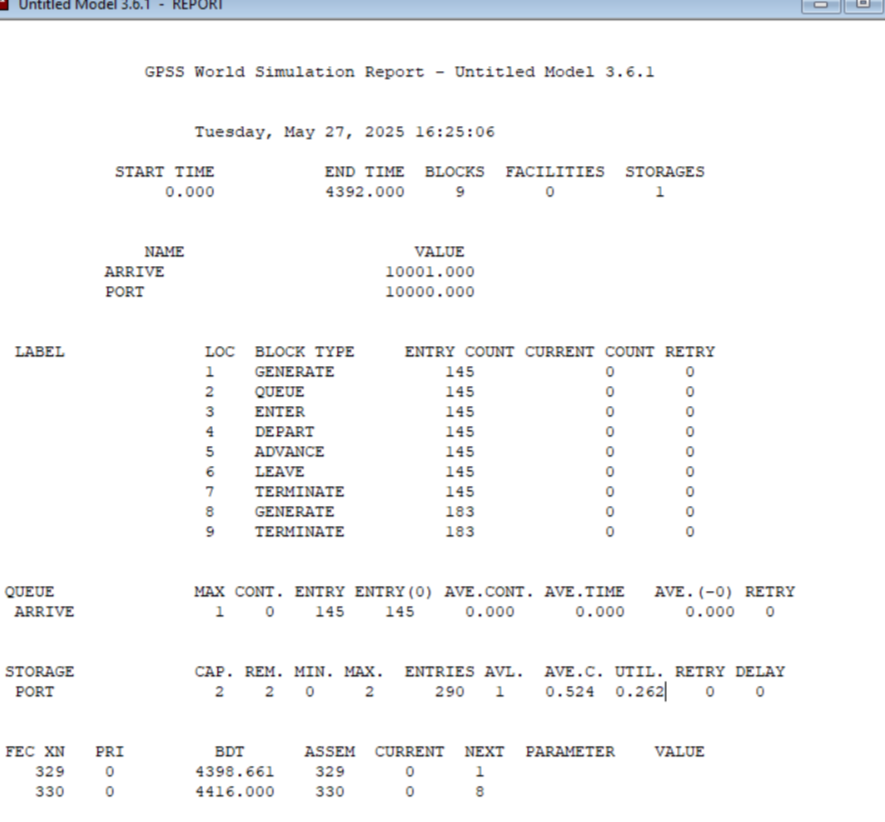 Untitled Model 3.6.1 - REPORT
GPSS World Simulation Report - Untitled Model 3.6.1
Tuesday, May 27, 2025 16:25:06
START TIME END TIME BLOCKS FACILITIES STORAGES
0.000 4392.000 9 0 1
NAME VALUE
ARRIVE 10001.000
PORT 10000.000
LABEL LOC BLOCK TYPE ENTRY COUNT CURRENT COUNT RETRY
1 GENERATE 145 0 0
2 QUEUE 145 0 0
3 ENTER 145 0 0
4 DEPART 145 0 0
5 ADVANCE 145 0 0
6 LEAVE 145 0 0
7 TERMINATE 145 0 0
8 GENERATE 183 0 0
9 TERMINATE 183 0 0
QUEUE MAX CONT. ENTRY ENTRY(0) AVE.CONT. AVE.TIME AVE.(-0) RETRY
ARRIVE 1 0 145 145 0.000 0.000 0.000 0
STORAGE CAP. REM. MIN. MAX. ENTRIES AVL. AVE.C. UTIL. RETRY DELAY
PORT 2 2 0 2 290 1 0.524 0.262 0 0
FEC XN PRI BDT ASSEM CURRENT NEXT PARAMETER VALUE
329 0 4398.661 329 0 1
330 0 4416.000 330 0 8